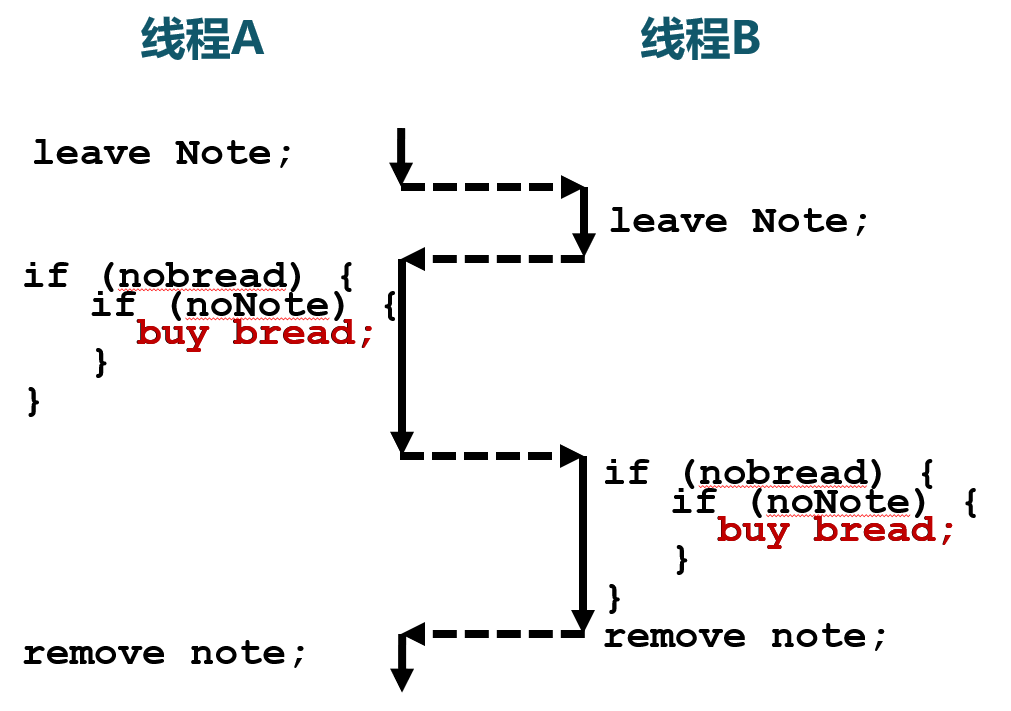 线程A 线程B
leave Note;
leave Note;
if (nobread) {
if (noNote) {
buy bread;
}
}
if (nobread) {
if (noNote) {
buy bread;
}
}
remove note;
remove note;